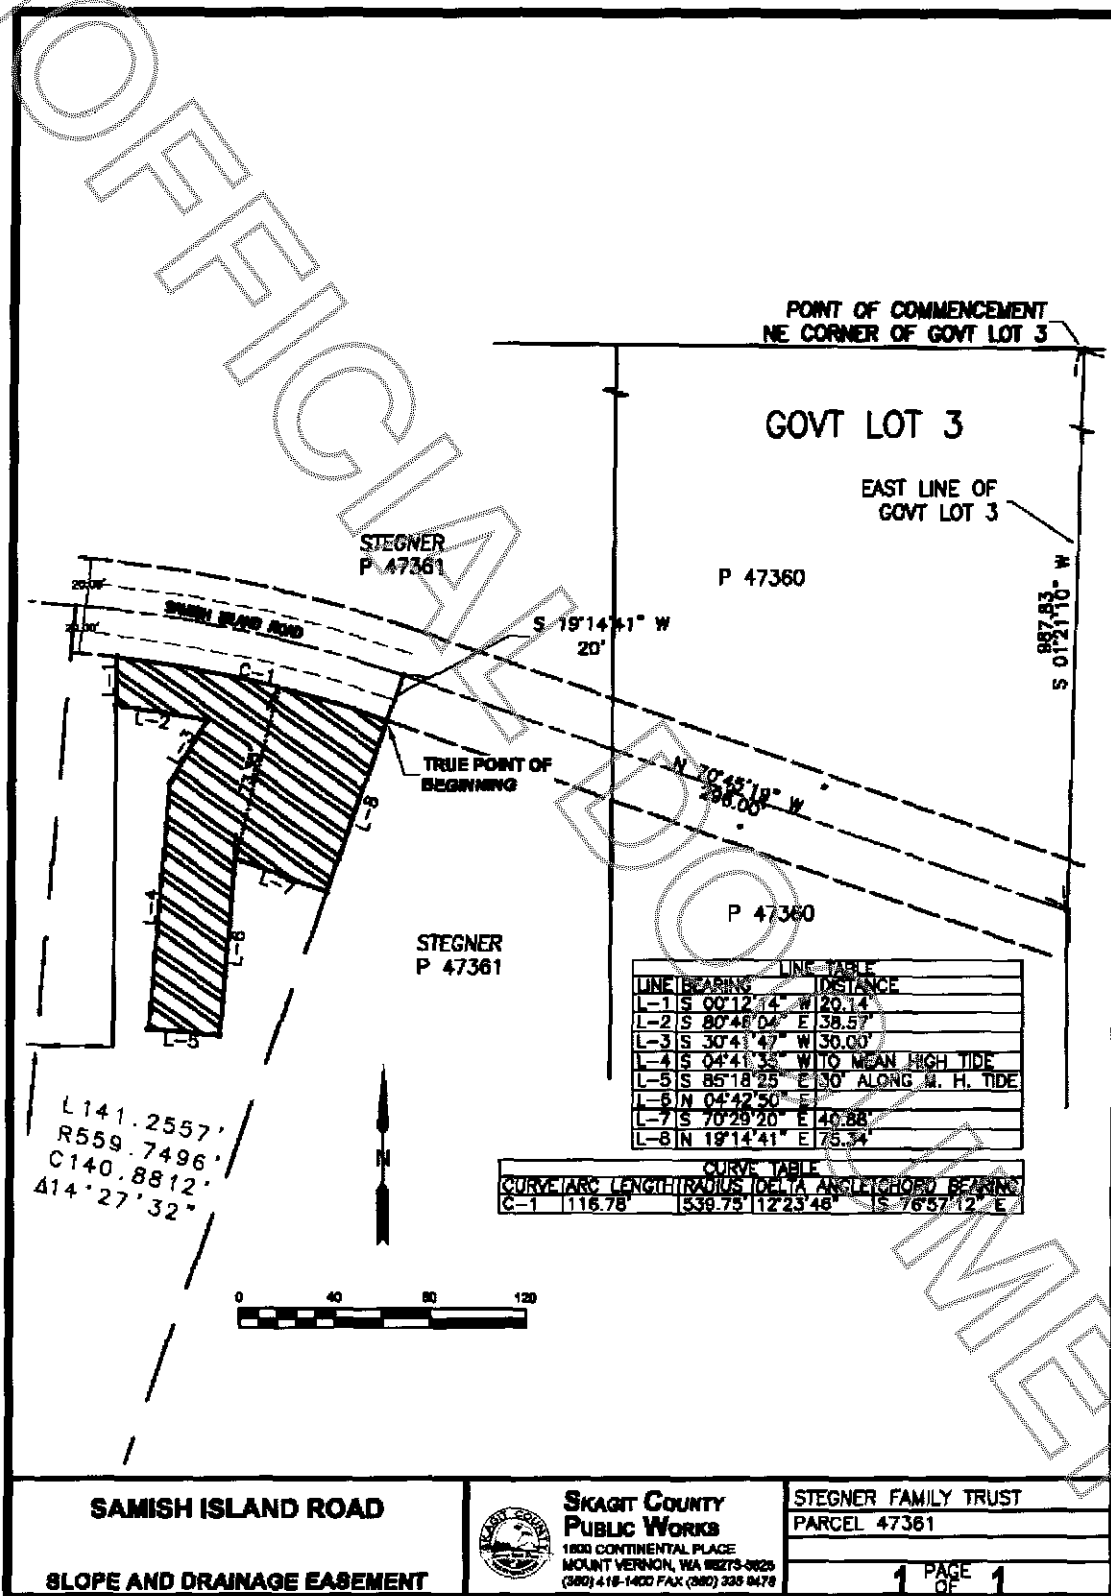 UNOFFICIAL DOCUMENT
POINT OF COMMENCEMENT
NE CORNER OF GOVT LOT 3
GOVT LOT 3
EAST LINE OF
GOVT LOT 3
987.83
S 01°21'10" W
STEGNER
P 47361
P 47360
20.00'
20.00'
SAMISH ISLAND ROAD
S 19°14'41" W
20'
C-1
L-1
L-2
L-3
TRUE POINT OF
BEGINNING
N 70°45'19" W
296.00'
L-8
L-7
L-4
L-6
L-5
P 47360
STEGNER
P 47361
LINE TABLE
LINE BEARING DISTANCE
L-1 S 00°12'14" W 20.14'
L-2 S 80°48'04" E 38.57'
L-3 S 30°41'47" W 30.00'
L-4 S 04°41'35" W TO MEAN HIGH TIDE
L-5 S 85°18'25" E 30' ALONG M. H. TIDE
L-6 N 04°42'50" E
L-7 S 70°29'20" E 40.88'
L-8 N 19°14'41" E 75.34'
CURVE TABLE
CURVE ARC LENGTH RADIUS DELTA ANGLE CHORD BEARING
C-1 116.78' 539.75' 12°23'46" S 76°57'12" E
L141.2557'
R559.7496'
C140.8812'
Δ14°27'32"
N
0 40 80 120
SAMISH ISLAND ROAD
SLOPE AND DRAINAGE EASEMENT
SKAGIT COUNTY
SKAGIT COUNTY
PUBLIC WORKS
1800 CONTINENTAL PLACE
MOUNT VERNON, WA 98273-5625
(360) 416-1400 FAX (360) 335 9478
STEGNER FAMILY TRUST
PARCEL 47361
1 PAGE OF 1